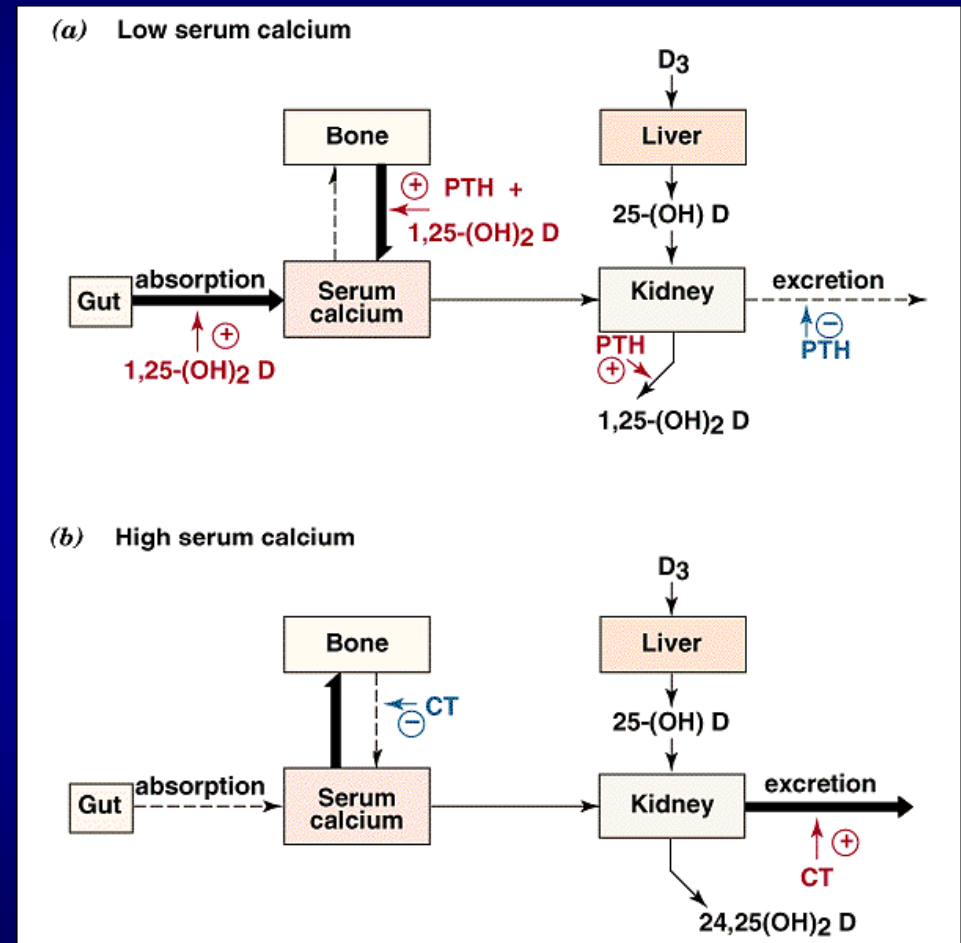 (a) Low serum calcium
D3
Bone
Liver
⊕ PTH +
1,25-(OH)2 D
25-(OH) D
absorption
Gut
Serum
calcium
Kidney
excretion
⊕
1,25-(OH)2 D
PTH
⊕
⊖
PTH
1,25-(OH)2 D
(b) High serum calcium
D3
Bone
Liver
⊖ CT
25-(OH) D
absorption
Gut
Serum
calcium
Kidney
excretion
⊕
CT
24,25(OH)2 D